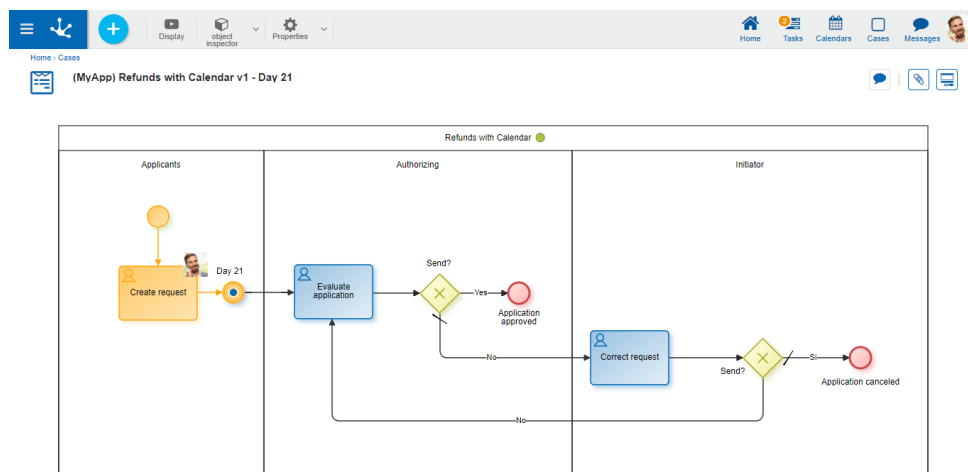 Display
object
inspector
Properties
Home
2
Tasks
Calendars
Cases
Messages
Home › Cases
(MyApp) Refunds with Calendar v1 - Day 21
Refunds with Calendar
Applicants
Authorizing
Initiator
Create request
Day 21
Evaluate
application
Send?
Yes
Application
approved
No
Correct request
Send?
Si
Application canceled
No